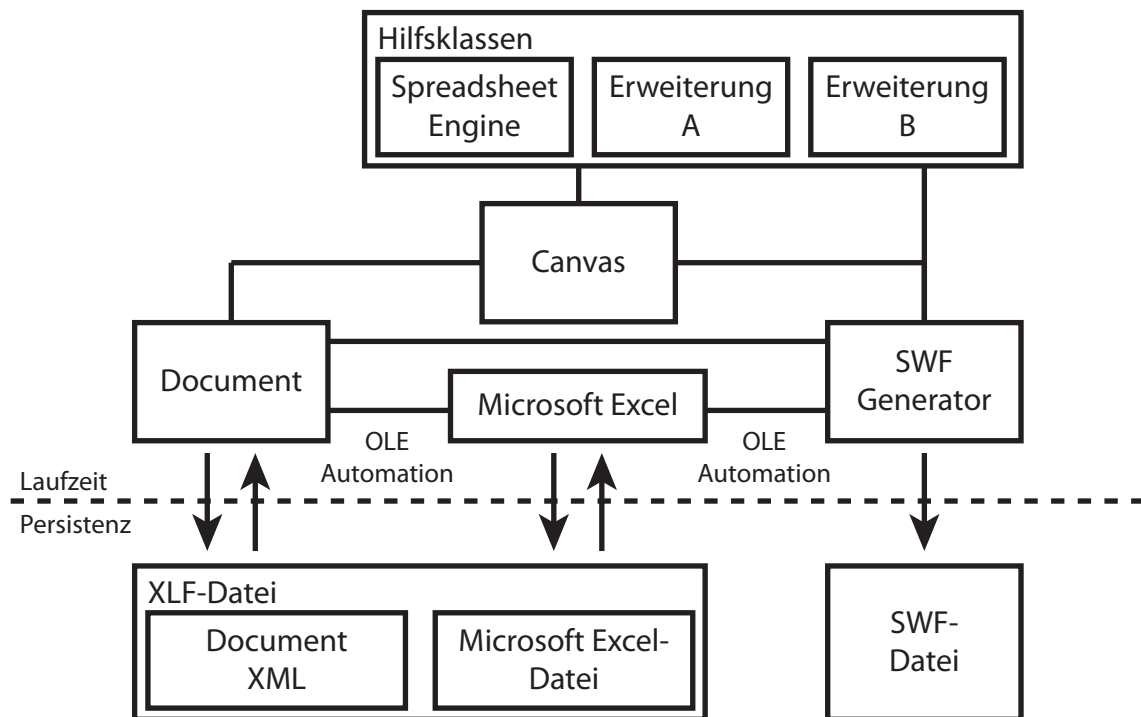 Hilfsklassen
Spreadsheet
Engine
Erweiterung
A
Erweiterung
B
Canvas
Document
Microsoft Excel
SWF
Generator
OLE
Automation
OLE
Automation
Laufzeit
Persistenz
XLF-Datei
Document
XML
Microsoft Excel-
Datei
SWF-
Datei